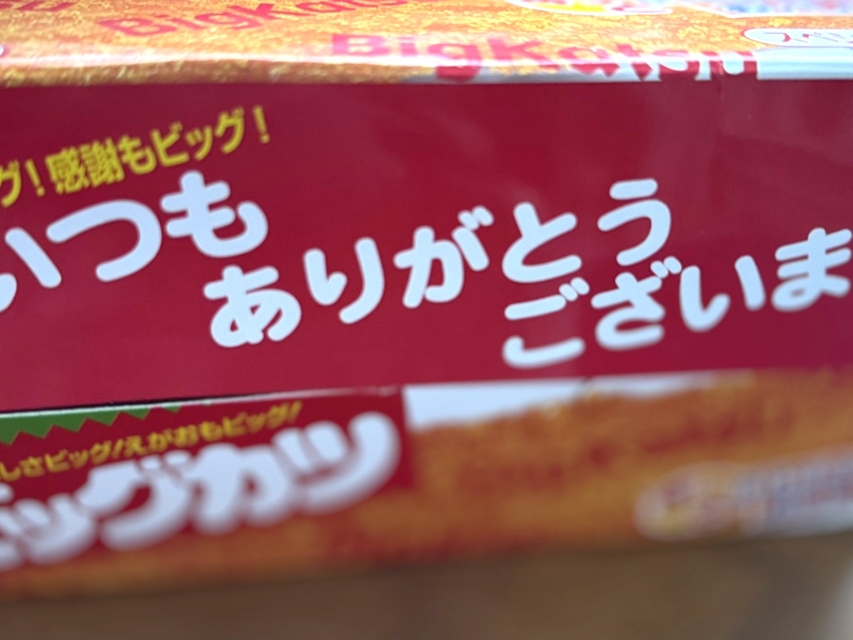 BigKatsu
BigKatsu
グ！感謝もビッグ！
いつも
ありがとう
ございま
しさビッグ！えがおもビッグ！
ビッグカツ